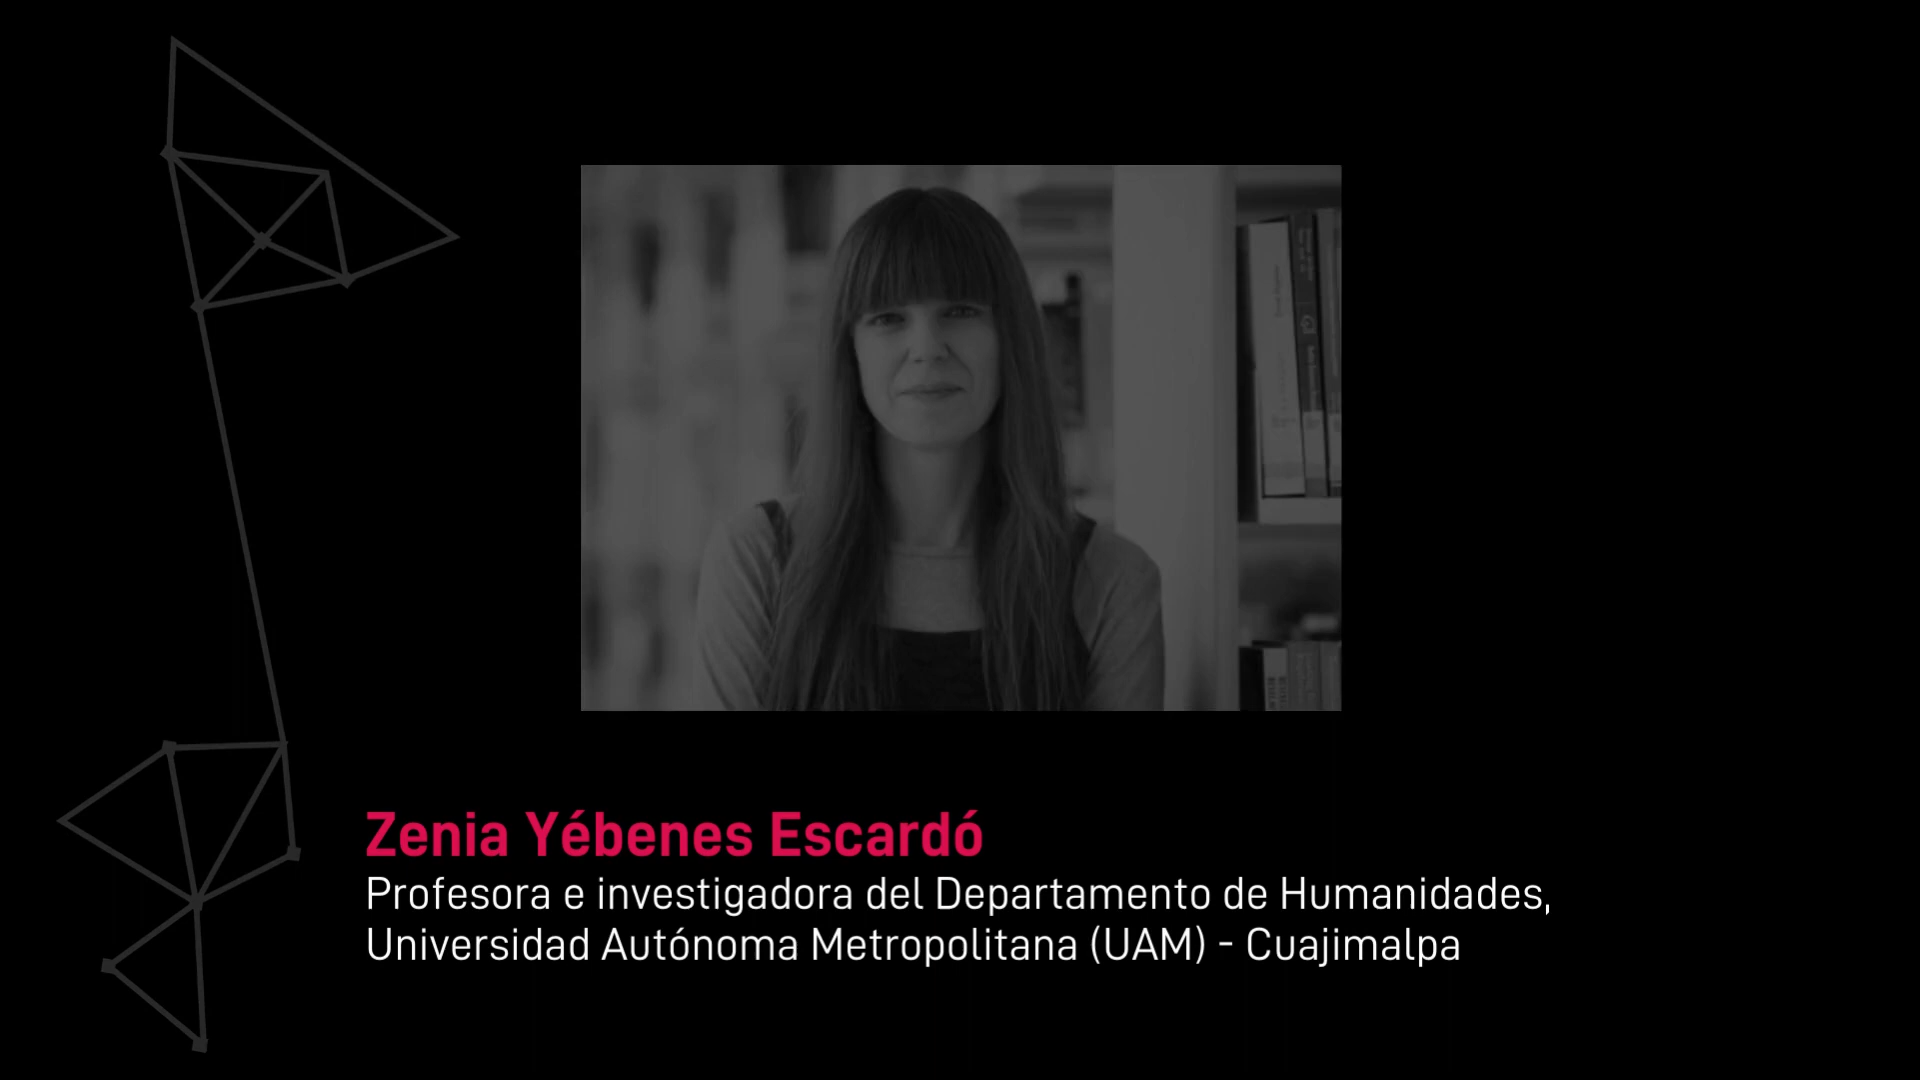 Zenia Yébenes Escardó
Profesora e investigadora del Departamento de Humanidades,
Universidad Autónoma Metropolitana (UAM) - Cuajimalpa